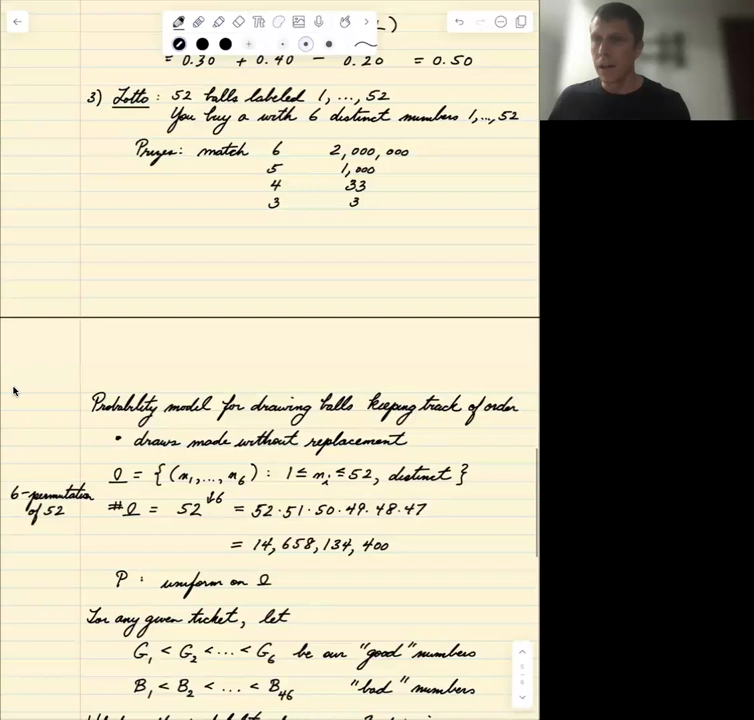 = 0.30 + 0.40 - 0.20 = 0.50
3) Lotto: 52 balls labeled 1, ..., 52
You buy a with 6 distinct numbers 1,...,52
Prizes: match 6 2,000,000
5 1,000
4 33
3 3
Probability model for drawing balls keeping track of order
• draws made without replacement
Ω = {(n₁,...,n₆) : 1 ≤ nᵢ ≤ 52, distinct}
6-permutation of 52
#Ω = 52^↓6 = 52·51·50·49·48·47
= 14,658,134,400
P : uniform on Ω
For any given ticket, let
G₁ < G₂ < ... < G₆ be our "good" numbers
B₁ < B₂ < ... < B₄₆ "bad" numbers